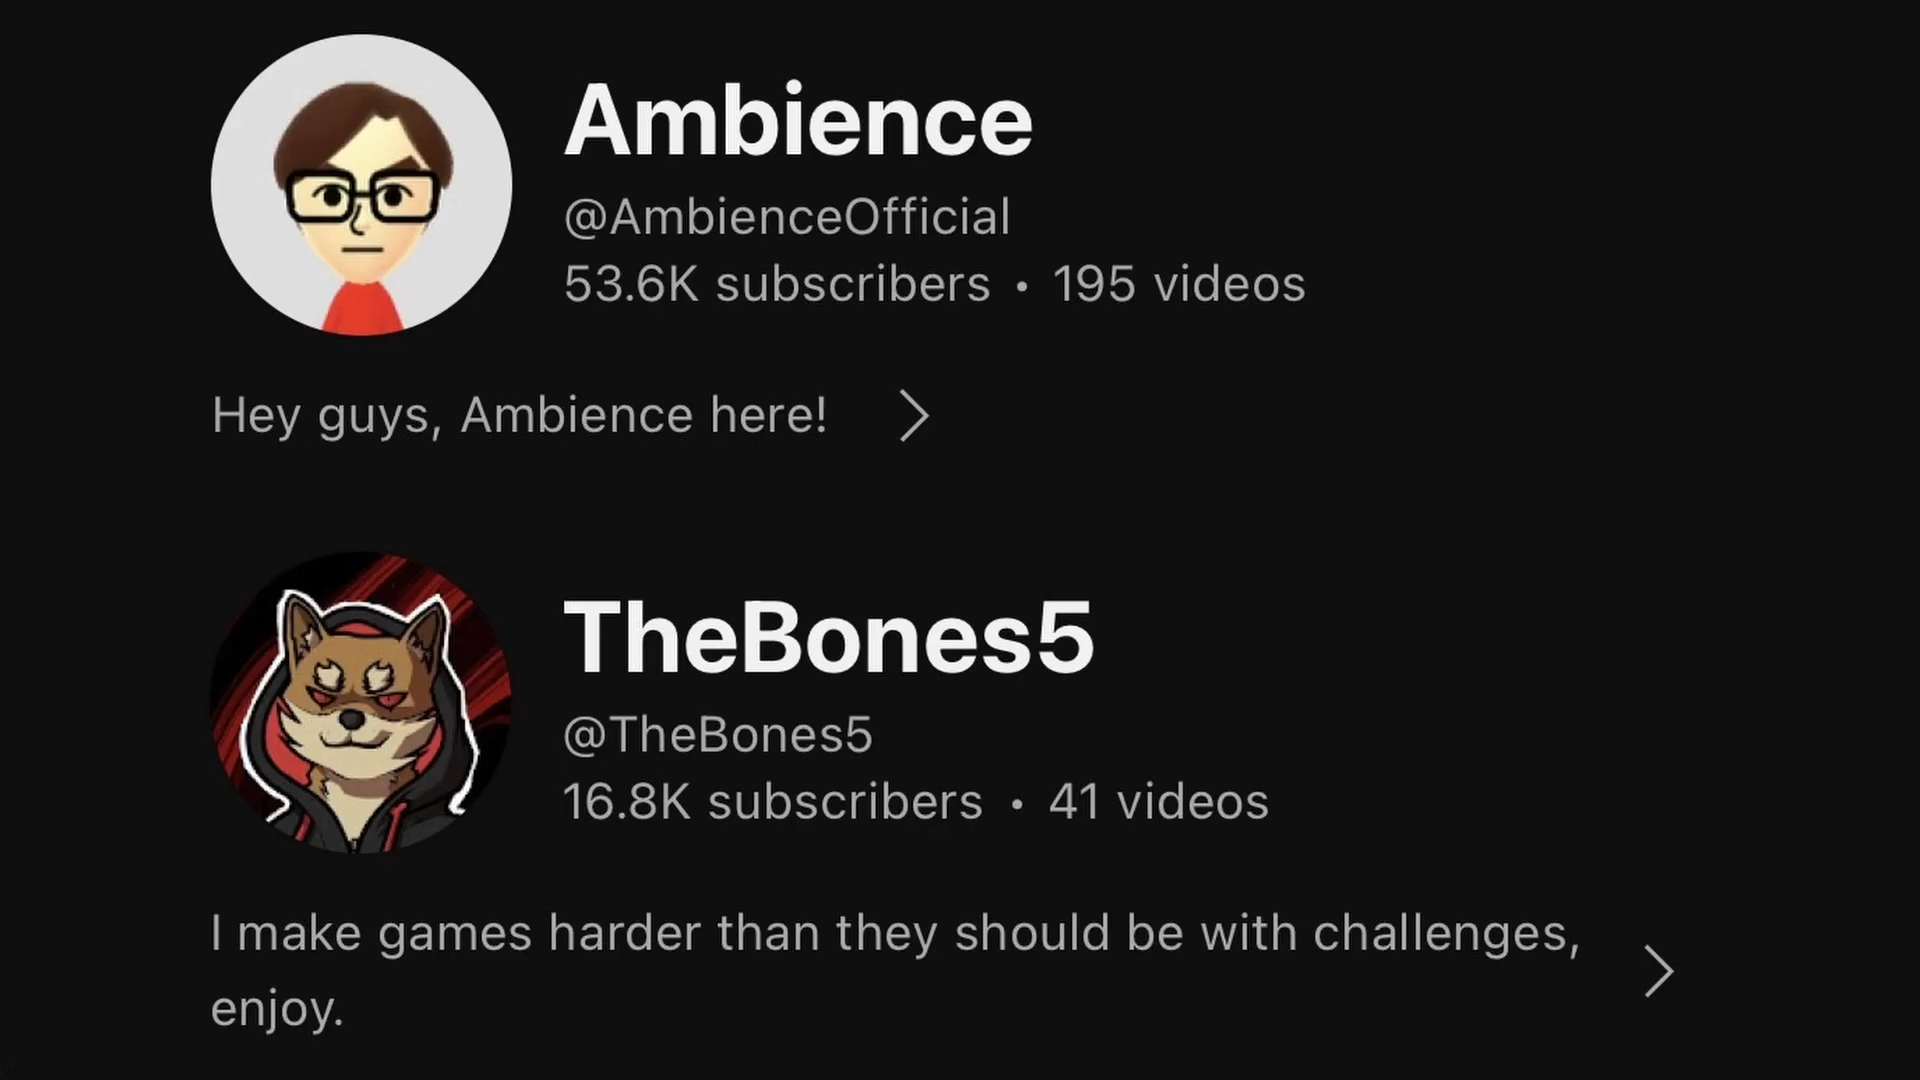 Ambience
@AmbienceOfficial
53.6K subscribers • 195 videos
Hey guys, Ambience here!
TheBones5
@TheBones5
16.8K subscribers • 41 videos
I make games harder than they should be with challenges,
enjoy.